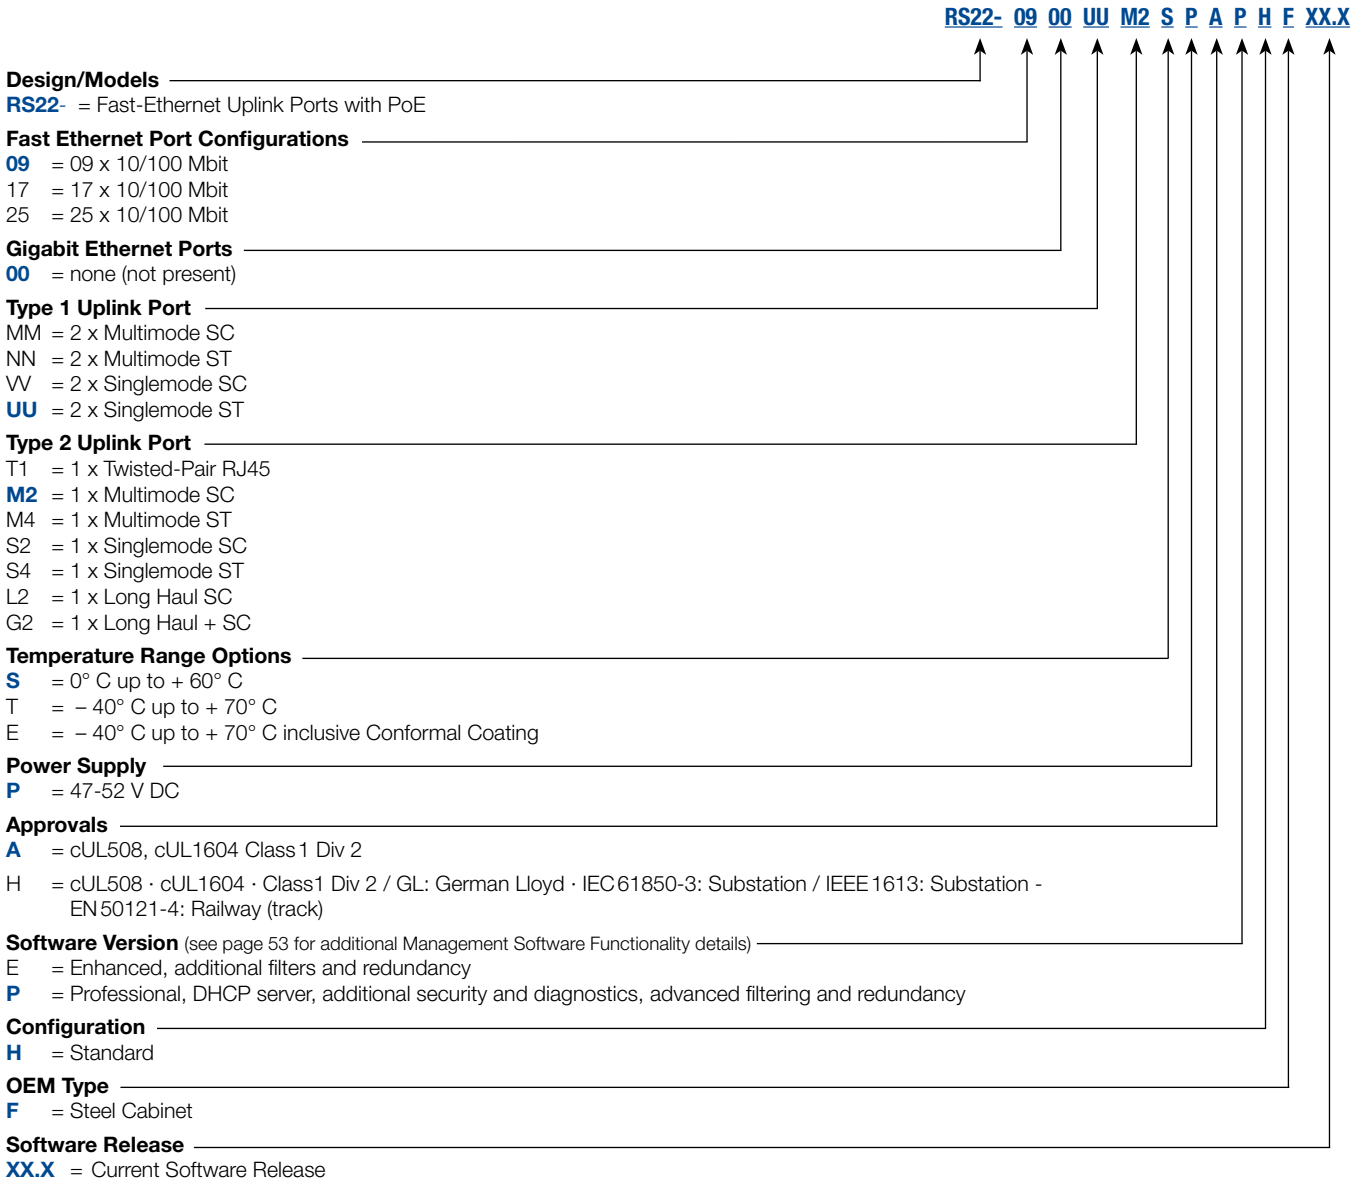 RS22- 09 00 UU M2 S P A P H F XX.X
Design/Models
RS22- = Fast-Ethernet Uplink Ports with PoE
Fast Ethernet Port Configurations
09 = 09 x 10/100 Mbit
17 = 17 x 10/100 Mbit
25 = 25 x 10/100 Mbit
Gigabit Ethernet Ports
00 = none (not present)
Type 1 Uplink Port
MM = 2 x Multimode SC
NN = 2 x Multimode ST
VV = 2 x Singlemode SC
UU = 2 x Singlemode ST
Type 2 Uplink Port
T1 = 1 x Twisted-Pair RJ45
M2 = 1 x Multimode SC
M4 = 1 x Multimode ST
S2 = 1 x Singlemode SC
S4 = 1 x Singlemode ST
L2 = 1 x Long Haul SC
G2 = 1 x Long Haul + SC
Temperature Range Options
S = 0° C up to + 60° C
T = – 40° C up to + 70° C
E = – 40° C up to + 70° C inclusive Conformal Coating
Power Supply
P = 47-52 V DC
Approvals
A = cUL508, cUL1604 Class 1 Div 2
H = cUL508 · cUL1604 · Class1 Div 2 / GL: German Lloyd · IEC 61850-3: Substation / IEEE 1613: Substation -
EN 50121-4: Railway (track)
Software Version (see page 53 for additional Management Software Functionality details)
E = Enhanced, additional filters and redundancy
P = Professional, DHCP server, additional security and diagnostics, advanced filtering and redundancy
Configuration
H = Standard
OEM Type
F = Steel Cabinet
Software Release
XX.X = Current Software Release